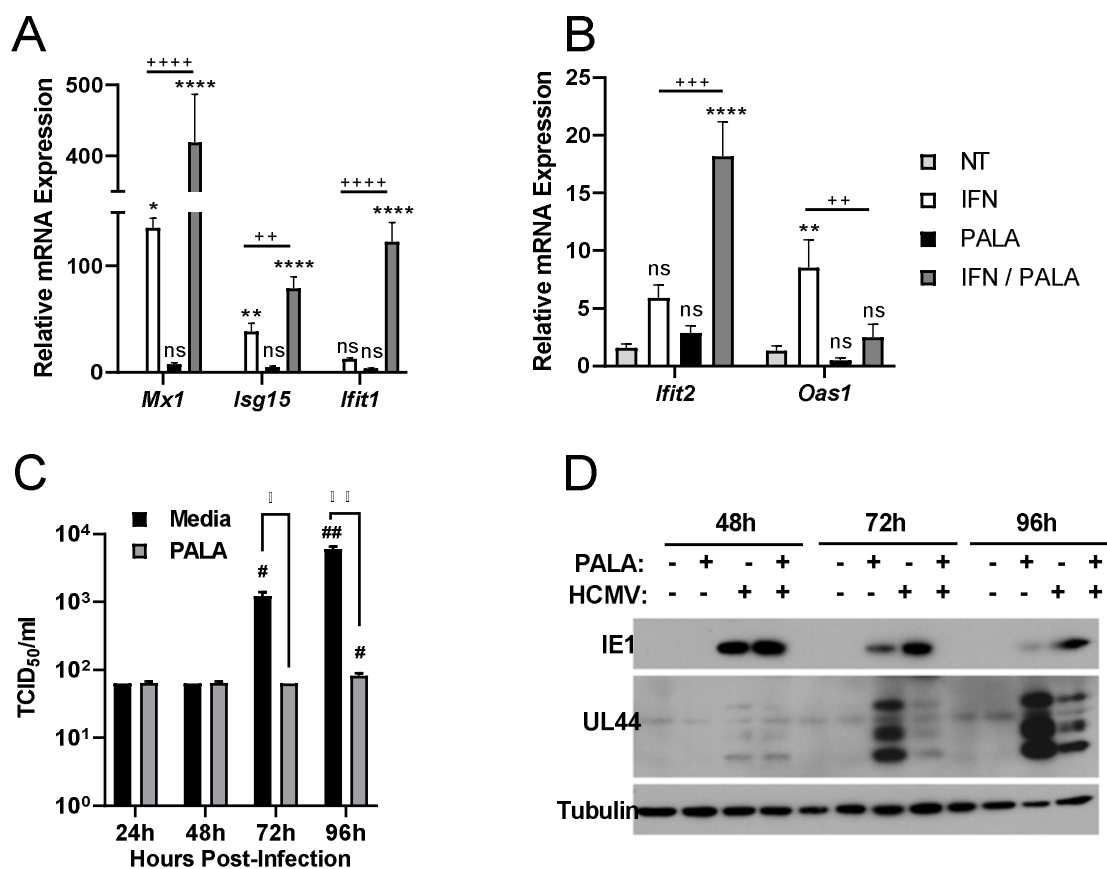 A
Relative mRNA Expression
500
400
100
0
++++
****
*
ns
++
****
**
ns
++++
****
ns
ns
Mx1 Isg15 Ifit1
B
Relative mRNA Expression
25
20
15
10
5
0
+++
****
ns
ns
++
**
ns
ns
Ifit2 Oas1
NT
IFN
PALA
IFN / PALA
C
TCID50/ml
10⁴
10³
10²
10¹
10⁰
Media
PALA
#
##
#
24h 48h 72h 96h
Hours Post-Infection
D
48h 72h 96h
PALA: - + - + - + - +
HCMV: - - + + - - + + - - + +
IE1
UL44
Tubulin